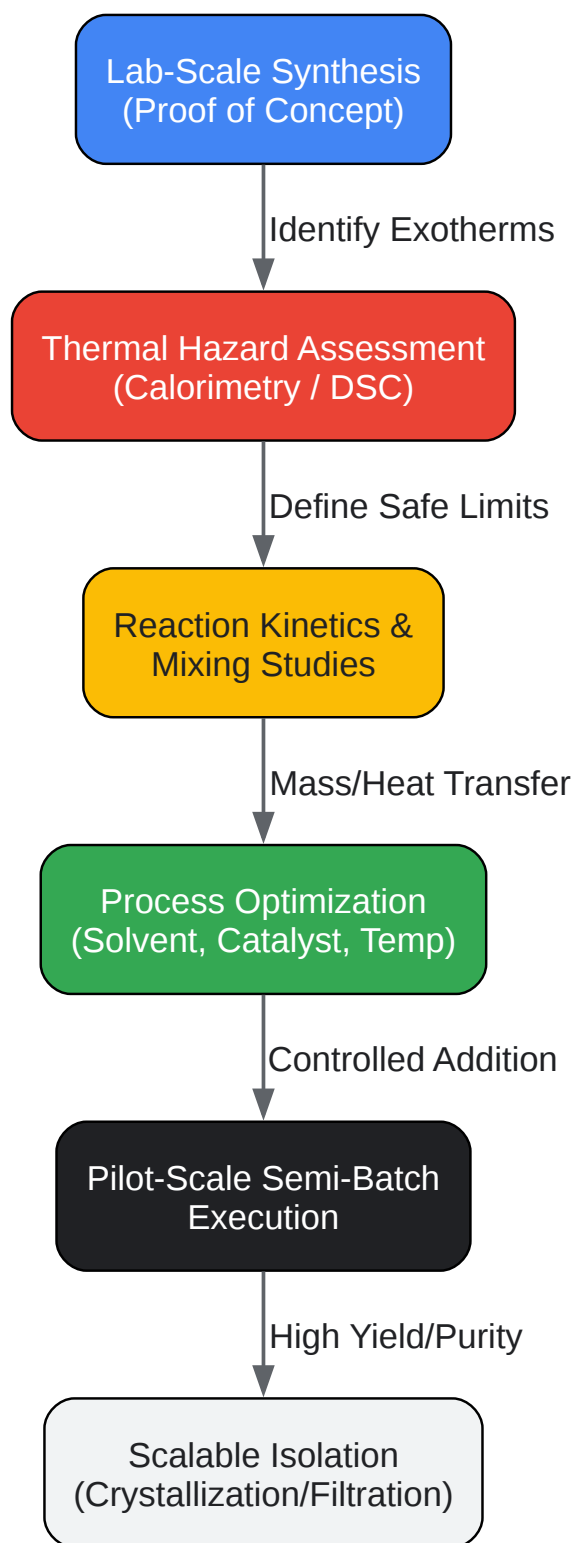 Lab-Scale Synthesis
(Proof of Concept)
Identify Exotherms
Thermal Hazard Assessment
(Calorimetry / DSC)
Define Safe Limits
Reaction Kinetics &
Mixing Studies
Mass/Heat Transfer
Process Optimization
(Solvent, Catalyst, Temp)
Controlled Addition
Pilot-Scale Semi-Batch
Execution
High Yield/Purity
Scalable Isolation
(Crystallization/Filtration)